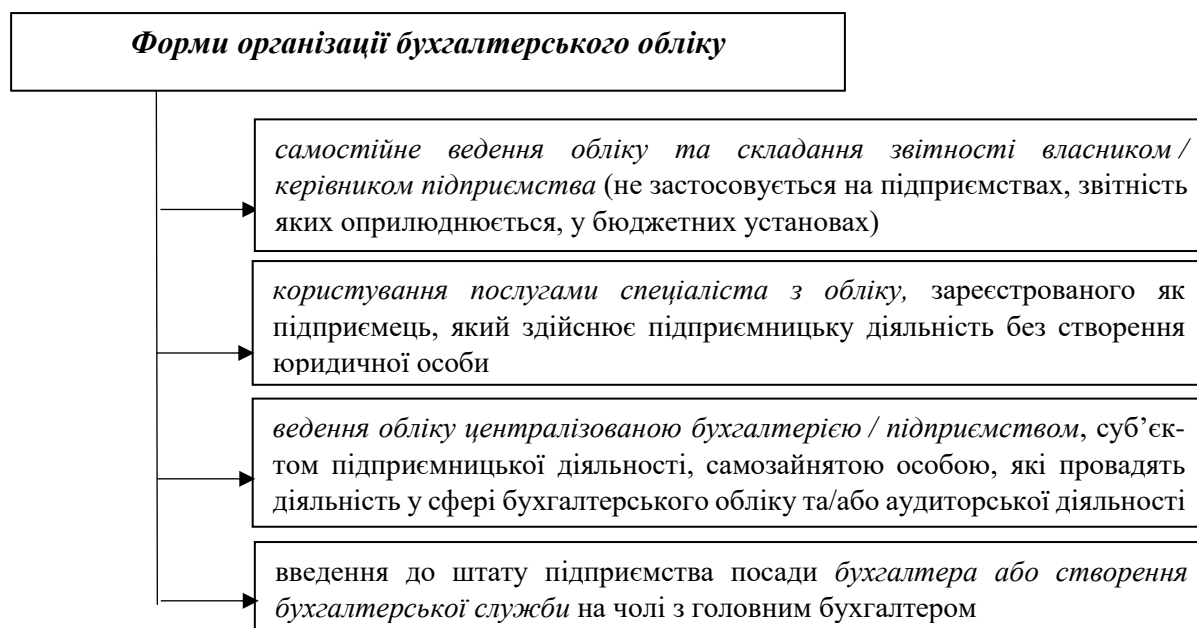 Форми організації бухгалтерського обліку
самостійне ведення обліку та складання звітності власником /
керівником підприємства (не застосовується на підприємствах, звітність
яких оприлюднюється, у бюджетних установах)
користування послугами спеціаліста з обліку, зареєстрованого як
підприємець, який здійснює підприємницьку діяльність без створення
юридичної особи
ведення обліку централізованою бухгалтерією / підприємством, суб’єк-
том підприємницької діяльності, самозайнятою особою, які провадять
діяльність у сфері бухгалтерського обліку та/або аудиторської діяльності
введення до штату підприємства посади бухгалтера або створення
бухгалтерської служби на чолі з головним бухгалтером